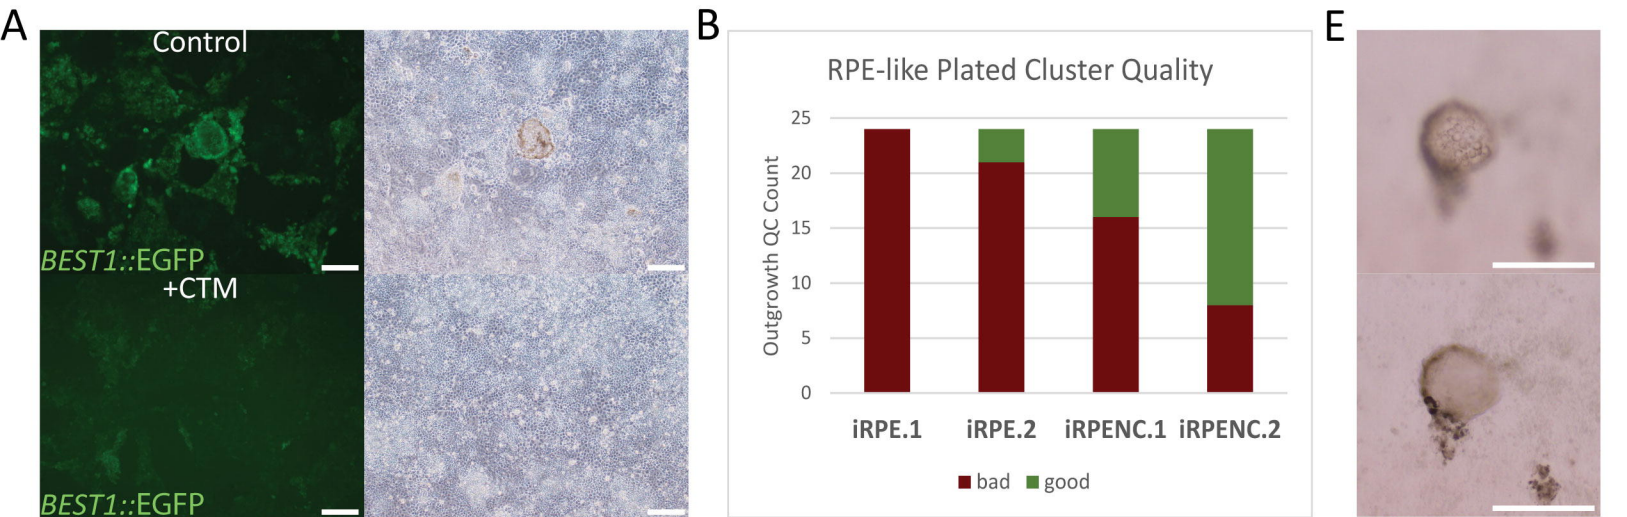 A
Control
BEST1::EGFP
+CTM
BEST1::EGFP
B
RPE-like Plated Cluster Quality
Outgrowth QC Count
25
20
15
10
5
0
iRPE.1 iRPE.2 iRPENC.1 iRPENC.2
bad good
E